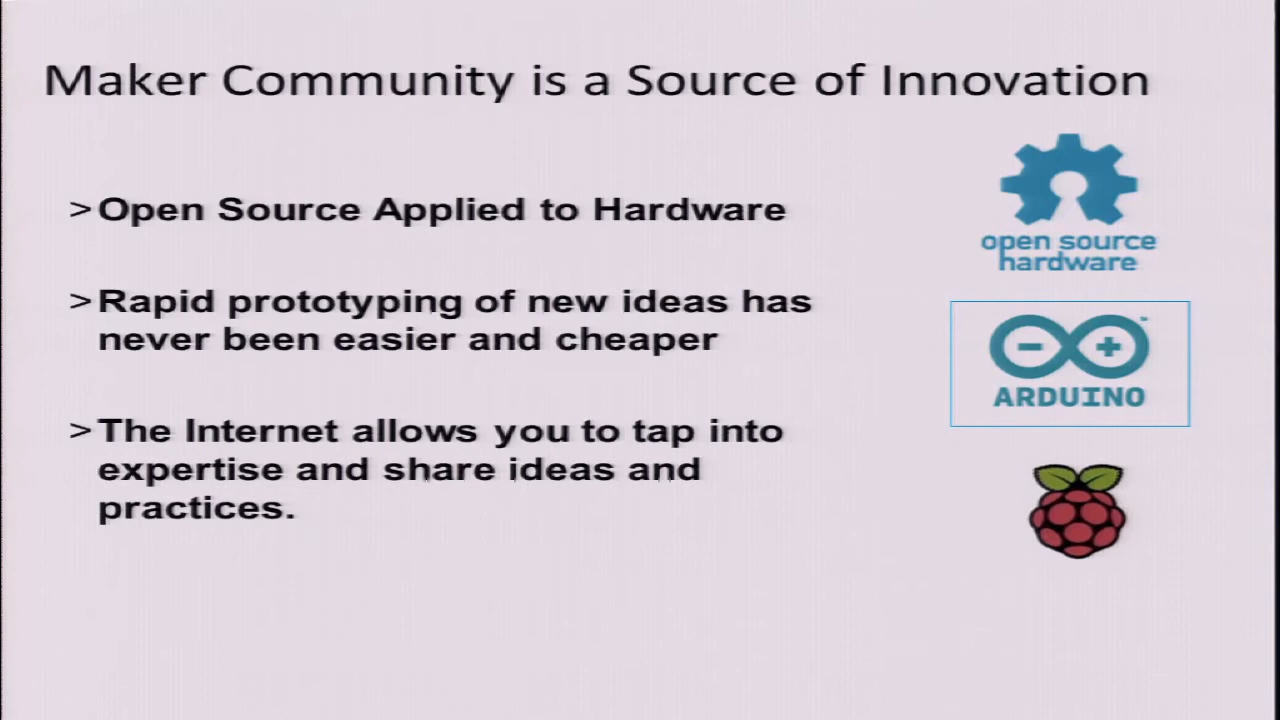 Maker Community is a Source of Innovation
>Open Source Applied to Hardware
>Rapid prototyping of new ideas has
never been easier and cheaper
>The Internet allows you to tap into
expertise and share ideas and
practices.
open source
hardware
ARDUINO